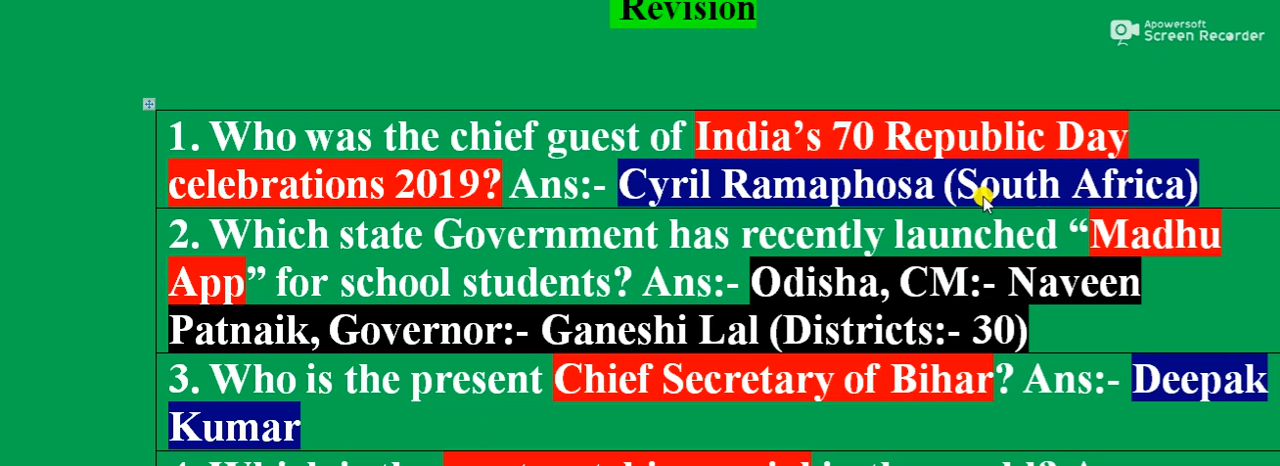 Revision
Apowersoft
Screen Recorder
1. Who was the chief guest of India’s 70 Republic Day
celebrations 2019? Ans:- Cyril Ramaphosa (South Africa)
2. Which state Government has recently launched “Madhu
App” for school students? Ans:- Odisha, CM:- Naveen
Patnaik, Governor:- Ganeshi Lal (Districts:- 30)
3. Who is the present Chief Secretary of Bihar? Ans:- Deepak
Kumar